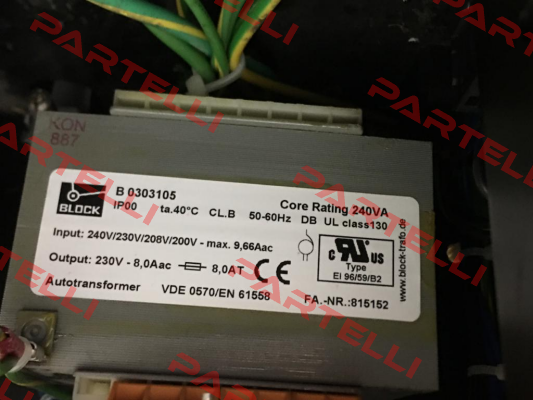 PARTELLI
PARTELLI
PARTELLI
PARTELLI
PARTELLI
PARTELLI
PARTELLI
KON
887
BLOCK
B 0303105
Core Rating 240VA
IP00 ta.40°C CL.B 50-60Hz DB UL class130
Input: 240V/230V/208V/200V - max. 9,66Aac
Output: 230V - 8,0Aac 8,0AT CE
c RU US
Type
EI 96/59/B2
Autotransformer VDE 0570/EN 61558 FA.-NR.:815152
www.block-trafo.de